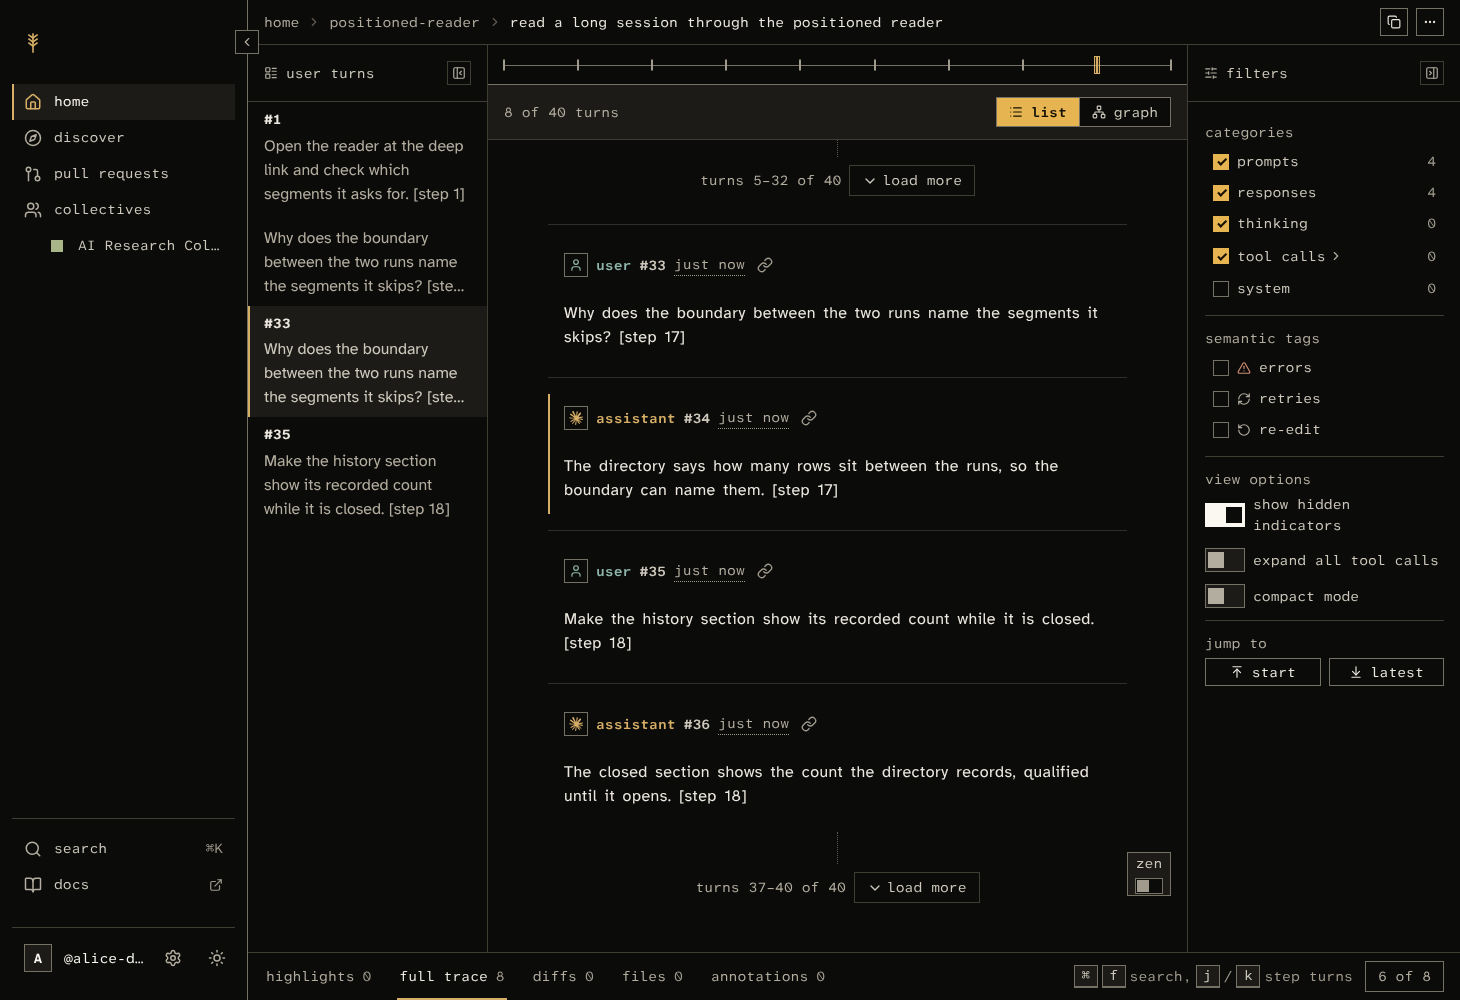 home
discover
pull requests
collectives
AI Research Col…
search ⌘K
docs
A @alice-d…
home > positioned-reader > read a long session through the positioned reader
user turns
#1
Open the reader at the deep
link and check which
segments it asks for. [step 1]
Why does the boundary
between the two runs name
the segments it skips? [ste…
#33
Why does the boundary
between the two runs name
the segments it skips? [ste…
#35
Make the history section
show its recorded count
while it is closed. [step 18]
8 of 40 turns
list
graph
turns 5–32 of 40 load more
user #33 just now
Why does the boundary between the two runs name the segments it
skips? [step 17]
assistant #34 just now
The directory says how many rows sit between the runs, so the
boundary can name them. [step 17]
user #35 just now
Make the history section show its recorded count while it is closed.
[step 18]
assistant #36 just now
The closed section shows the count the directory records, qualified
until it opens. [step 18]
turns 37–40 of 40 load more
zen
filters
categories
prompts 4
responses 4
thinking 0
tool calls > 0
system 0
semantic tags
errors
retries
re-edit
view options
show hidden
indicators
expand all tool calls
compact mode
jump to
start
latest
highlights 0 full trace 8 diffs 0 files 0 annotations 0
⌘ f search, j / k step turns 6 of 8